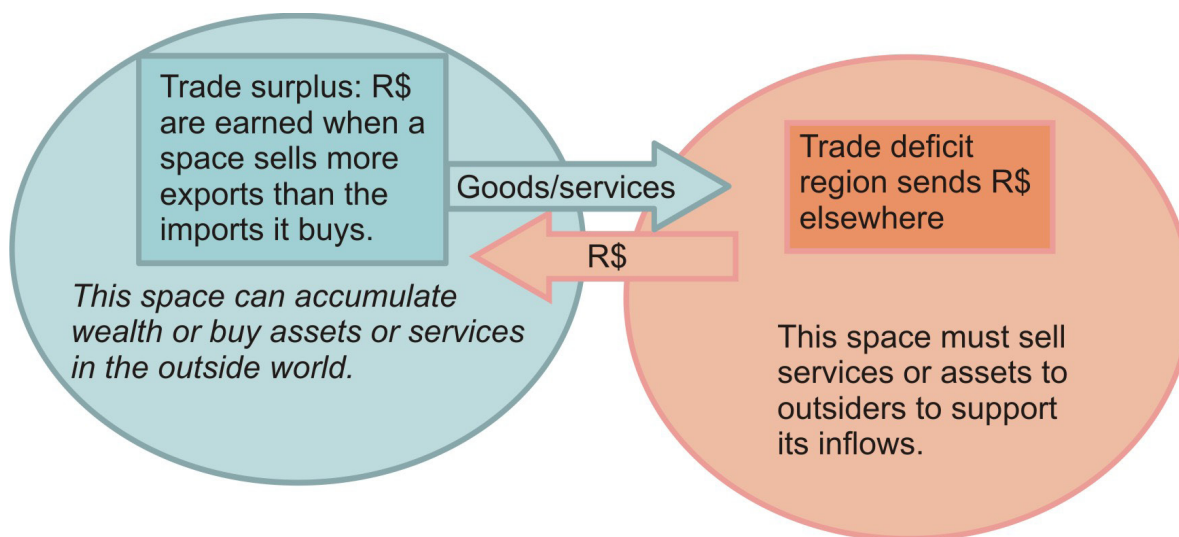 Trade surplus: R$
are earned when a
space sells more
exports than the
imports it buys.
This space can accumulate
wealth or buy assets or services
in the outside world.
Goods/services
R$
Trade deficit
region sends R$
elsewhere
This space must sell
services or assets to
outsiders to support
its inflows.